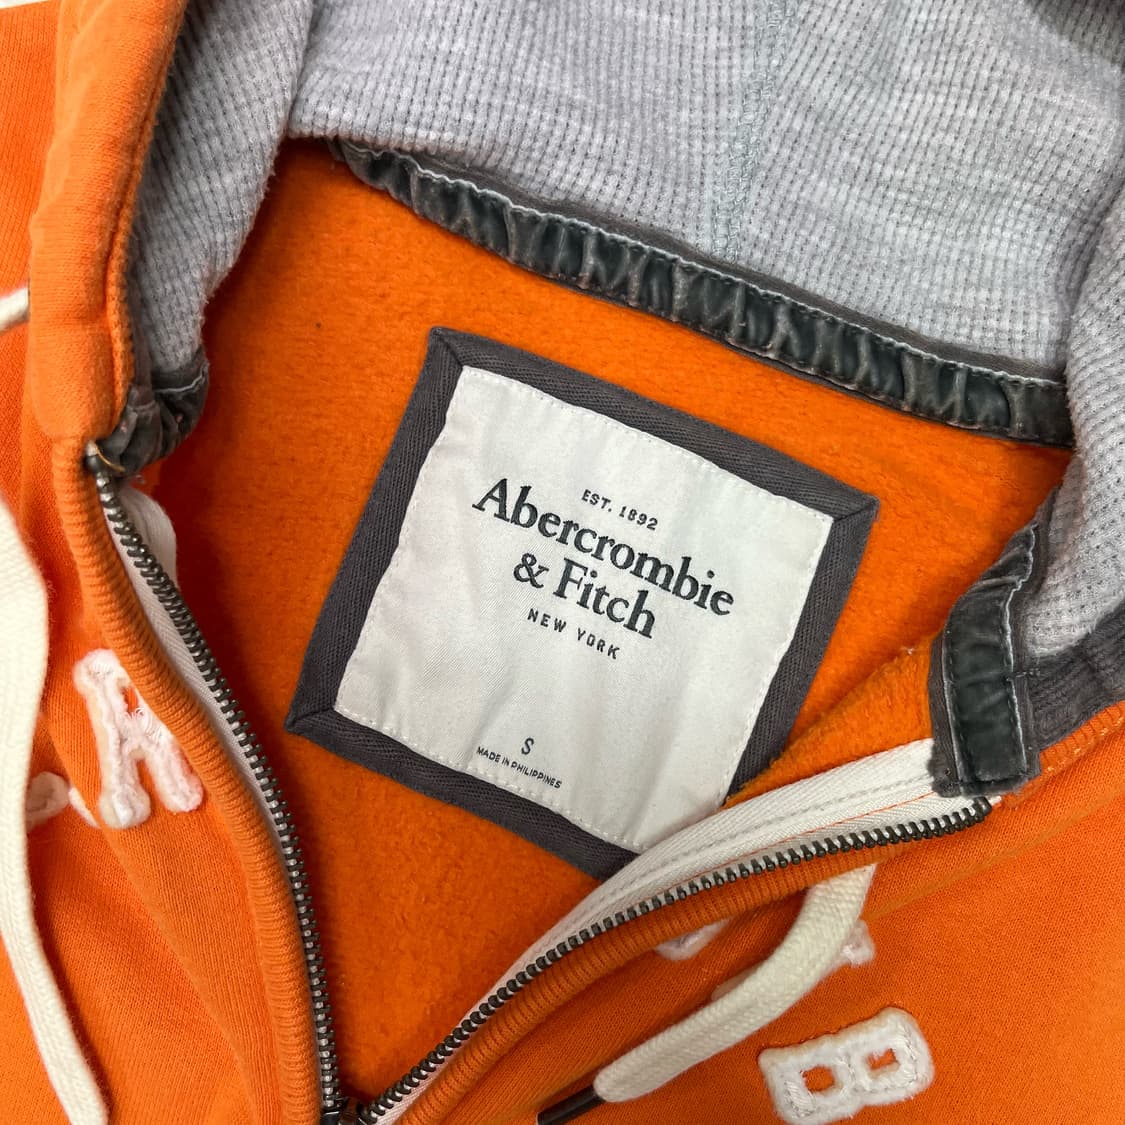 EST. 1892
Abercrombie
& Fitch
NEW YORK
S
MADE IN PHILIPPINES
A
B